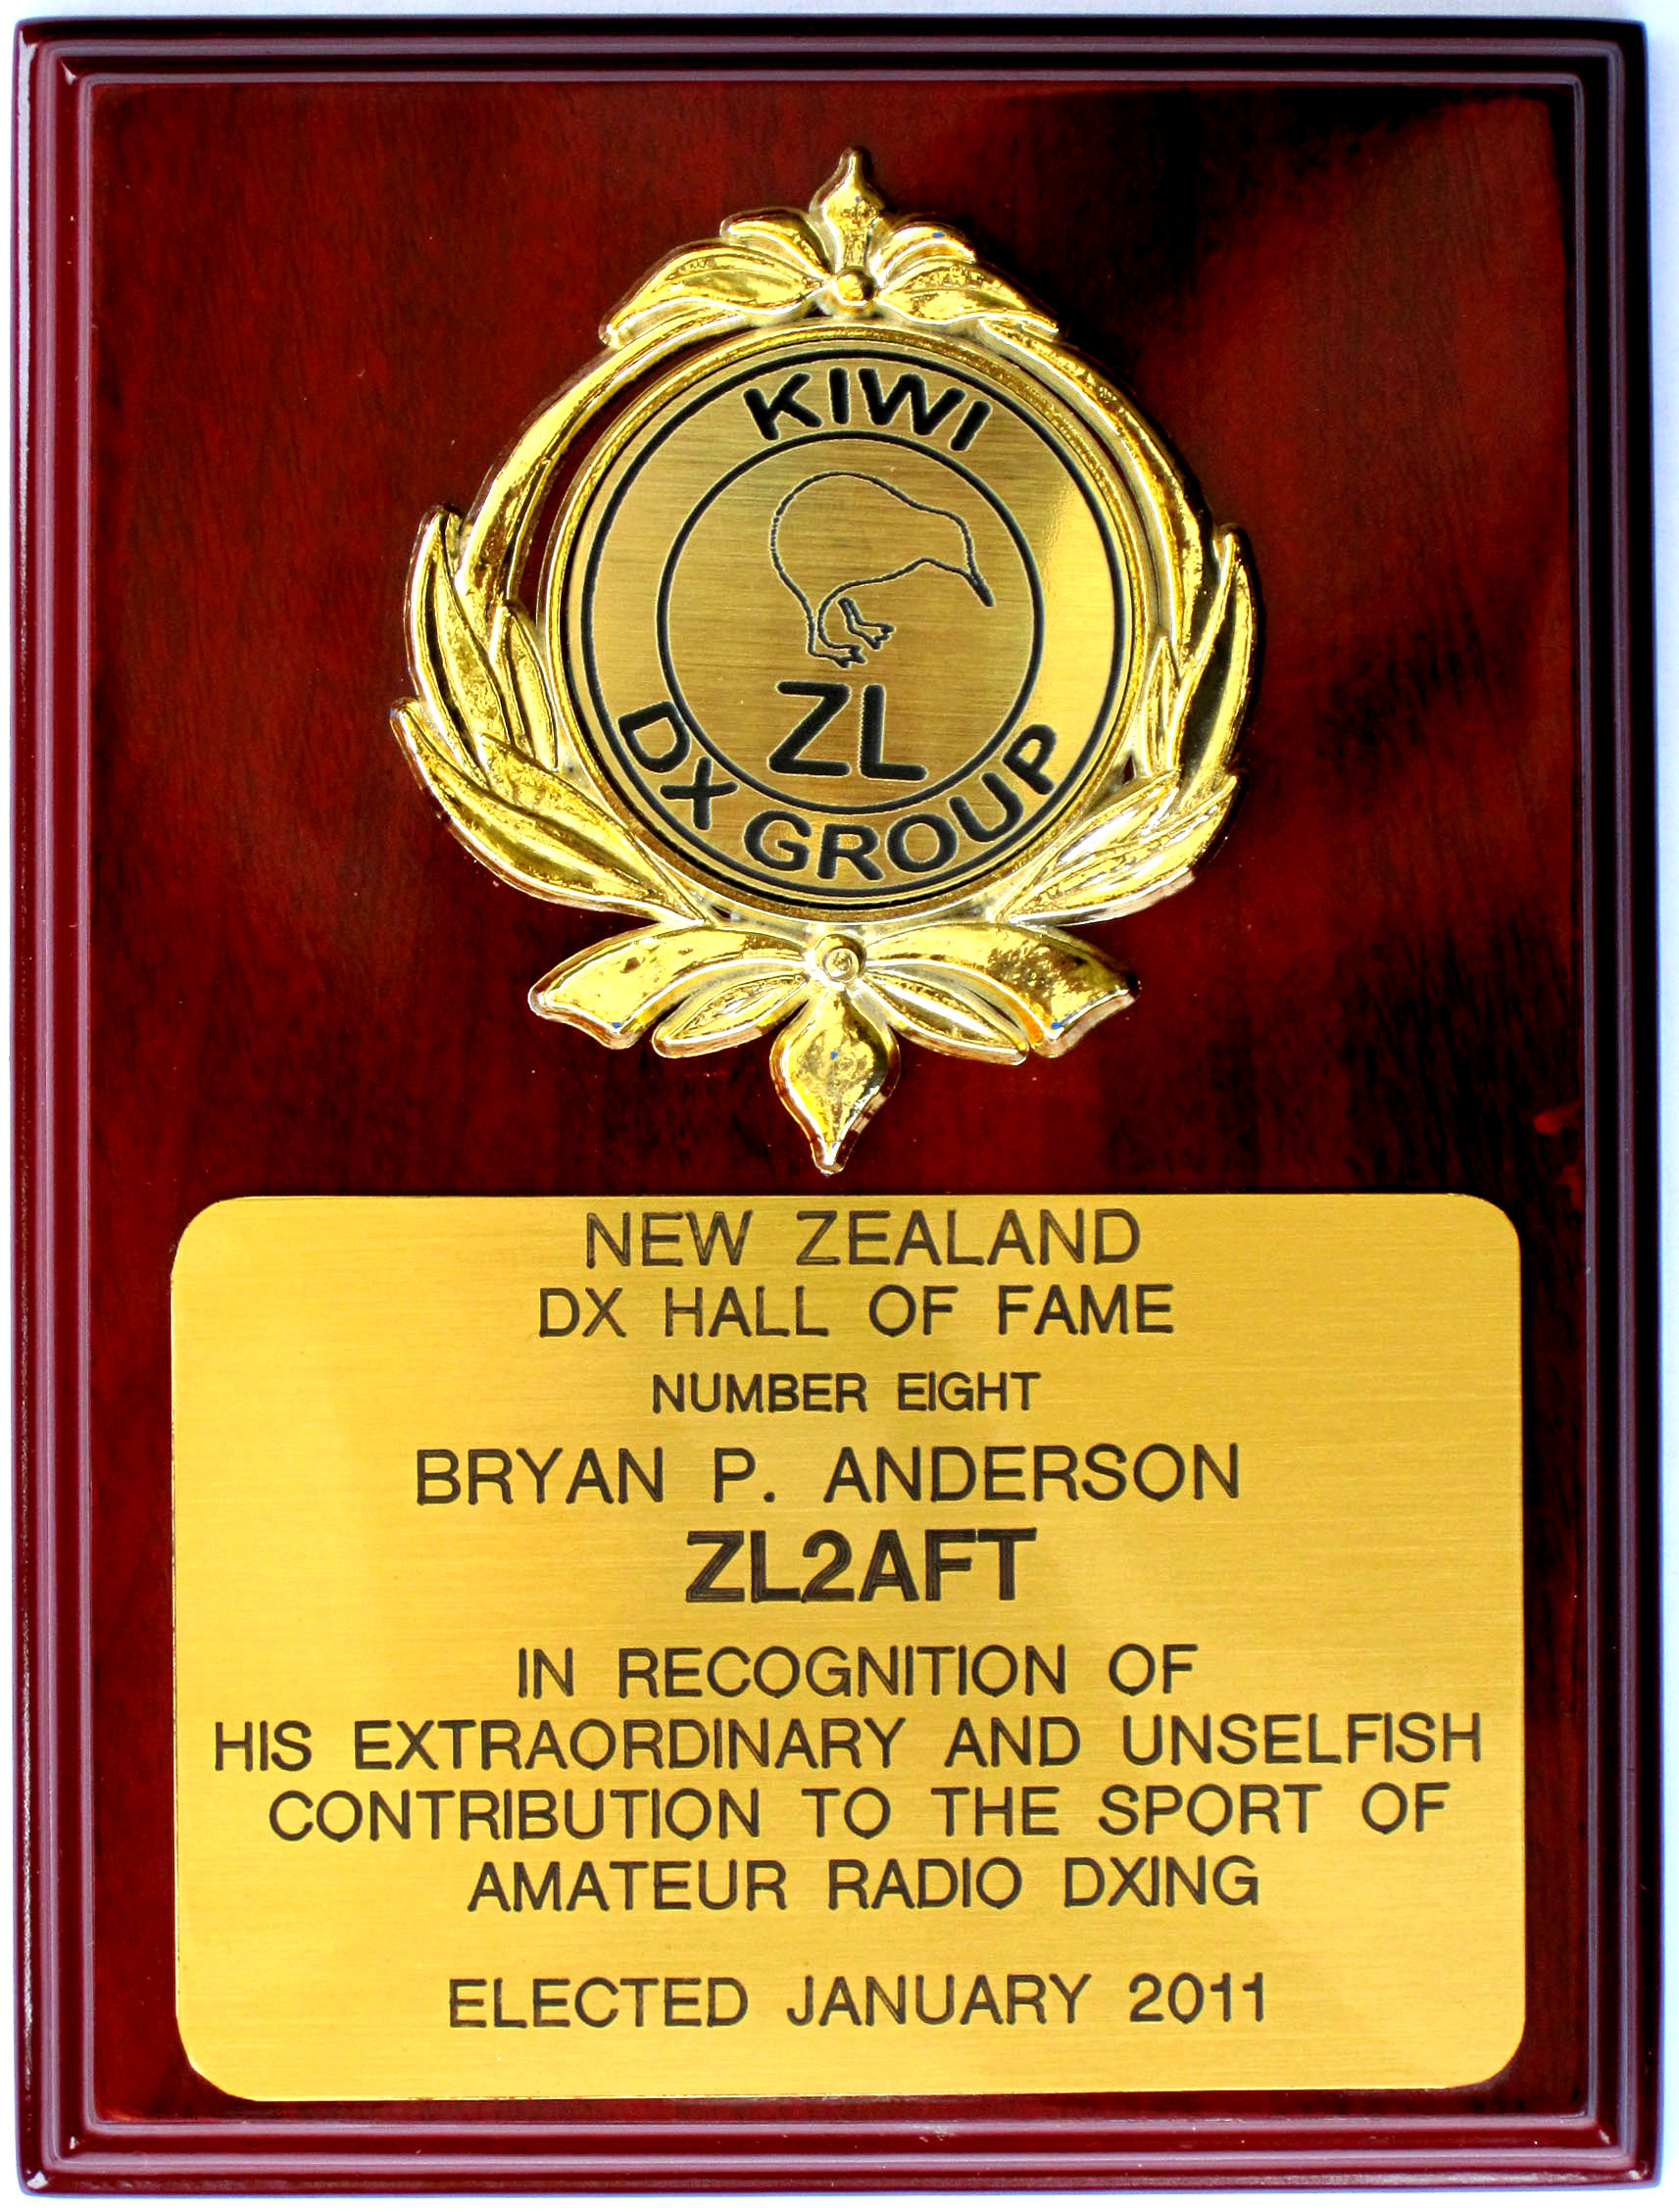 KIWI
ZL
DX GROUP
NEW ZEALAND
DX HALL OF FAME
NUMBER EIGHT
BRYAN P. ANDERSON
ZL2AFT
IN RECOGNITION OF
HIS EXTRAORDINARY AND UNSELFISH
CONTRIBUTION TO THE SPORT OF
AMATEUR RADIO DXING
ELECTED JANUARY 2011